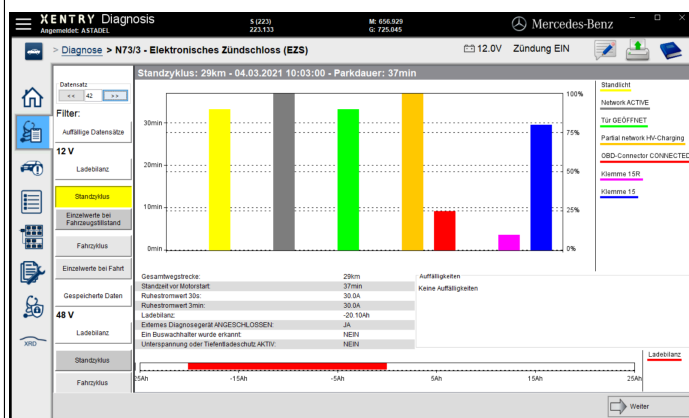 XENTRY Diagnosis
Angemeldet: ASTADEL
S (223)
223.133
M: 656.929
G: 725.045
Mercedes-Benz
> Diagnose > N73/3 - Elektronisches Zündschloss (EZS)
12.0V Zündung EIN
Standzyklus: 29km - 04.03.2021 10:03:00 - Parkdauer: 37min
Datensatz
<< 42 >>
Filter:
Auffällige Datensätze
12 V
Ladebilanz
Standzyklus
Einzelwerte bei Fahrzeugstillstand
Fahrzyklus
Einzelwerte bei Fahrt
Gespeicherte Daten
48 V
Ladebilanz
Standzyklus
Fahrzyklus
XRD
30min
20min
10min
0min
100%
75%
50%
25%
0%
Standlicht
Network ACTIVE
Tür GEÖFFNET
Partial network HV-Charging
OBD-Connector CONNECTED
Klemme 15R
Klemme 15
Gesamtwegstrecke: 29km
Standzeit vor Motorstart: 37min
Ruhestromwert 30s: 30.0A
Ruhestromwert 3min: 30.0A
Ladebilanz: -20.10Ah
Externes Diagnosegerät ANGESCHLOSSEN: JA
Ein Buswachhalter wurde erkannt: NEIN
Unterspannung oder Tiefentladeschutz AKTIV: NEIN
Auffälligkeiten
Keine Auffälligkeiten
25Ah -15Ah -5Ah 5Ah 15Ah 25Ah
Ladebilanz
Weiter